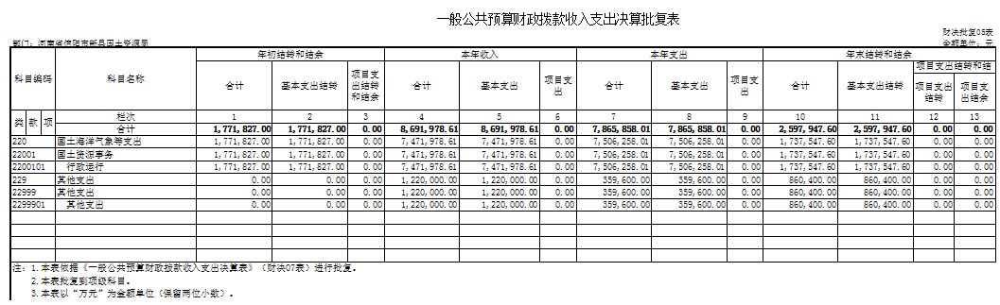 一般公共预算财政拨款收入支出决算批复表
财决批复05表
部门：河南省信阳市新县国土资源局 金额单位：元
科目编码 科目名称 年初结转和结余 本年收入 本年支出 年末结转和结余
合计 基本支出结转 项目支出结转和结余 合计 基本支出 项目支出 合计 基本支出 项目支出 合计 基本支出结转 项目支出结转和结
项目支出结转 项目支出结余
类 款 项 栏次 1 2 3 4 5 6 7 8 9 10 11 12 13
合计 1,771,827.00 1,771,827.00 0.00 8,691,978.61 8,691,978.61 0.00 7,865,858.01 7,865,858.01 0.00 2,597,947.60 2,597,947.60 0.00 0.00
220 国土海洋气象等支出 1,771,827.00 1,771,827.00 0.00 7,471,978.61 7,471,978.61 0.00 7,506,258.01 7,506,258.01 0.00 1,737,547.60 1,737,547.60 0.00 0.00
22001 国土资源事务 1,771,827.00 1,771,827.00 0.00 7,471,978.61 7,471,978.61 0.00 7,506,258.01 7,506,258.01 0.00 1,737,547.60 1,737,547.60 0.00 0.00
2200101 行政运行 1,771,827.00 1,771,827.00 0.00 7,471,978.61 7,471,978.61 0.00 7,506,258.01 7,506,258.01 0.00 1,737,547.60 1,737,547.60 0.00 0.00
229 其他支出 0.00 0.00 0.00 1,220,000.00 1,220,000.00 0.00 359,600.00 359,600.00 0.00 860,400.00 860,400.00 0.00 0.00
22999 其他支出 0.00 0.00 0.00 1,220,000.00 1,220,000.00 0.00 359,600.00 359,600.00 0.00 860,400.00 860,400.00 0.00 0.00
2299901 其他支出 0.00 0.00 0.00 1,220,000.00 1,220,000.00 0.00 359,600.00 359,600.00 0.00 860,400.00 860,400.00 0.00 0.00
注：1.本表依据《一般公共预算财政拨款收入支出决算表》（财决07表）进行批复。
2.本表批复到项级科目。
3.本表以“万元”为金额单位（保留两位小数）。